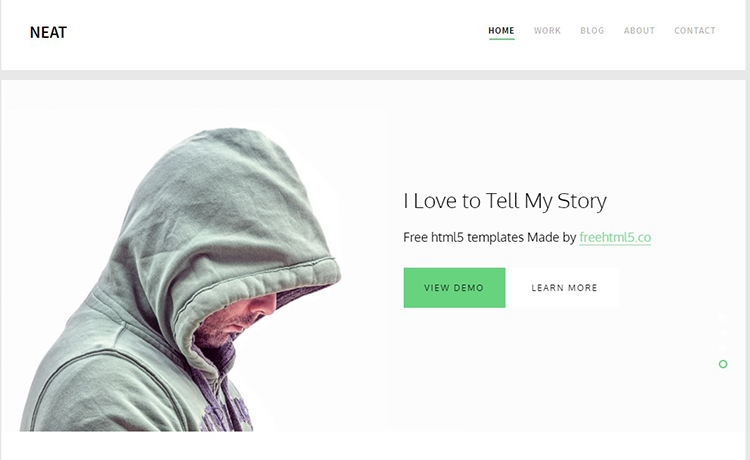 NEAT
HOME WORK BLOG ABOUT CONTACT
I Love to Tell My Story
Free html5 templates Made by freehtml5.co
VIEW DEMO LEARN MORE